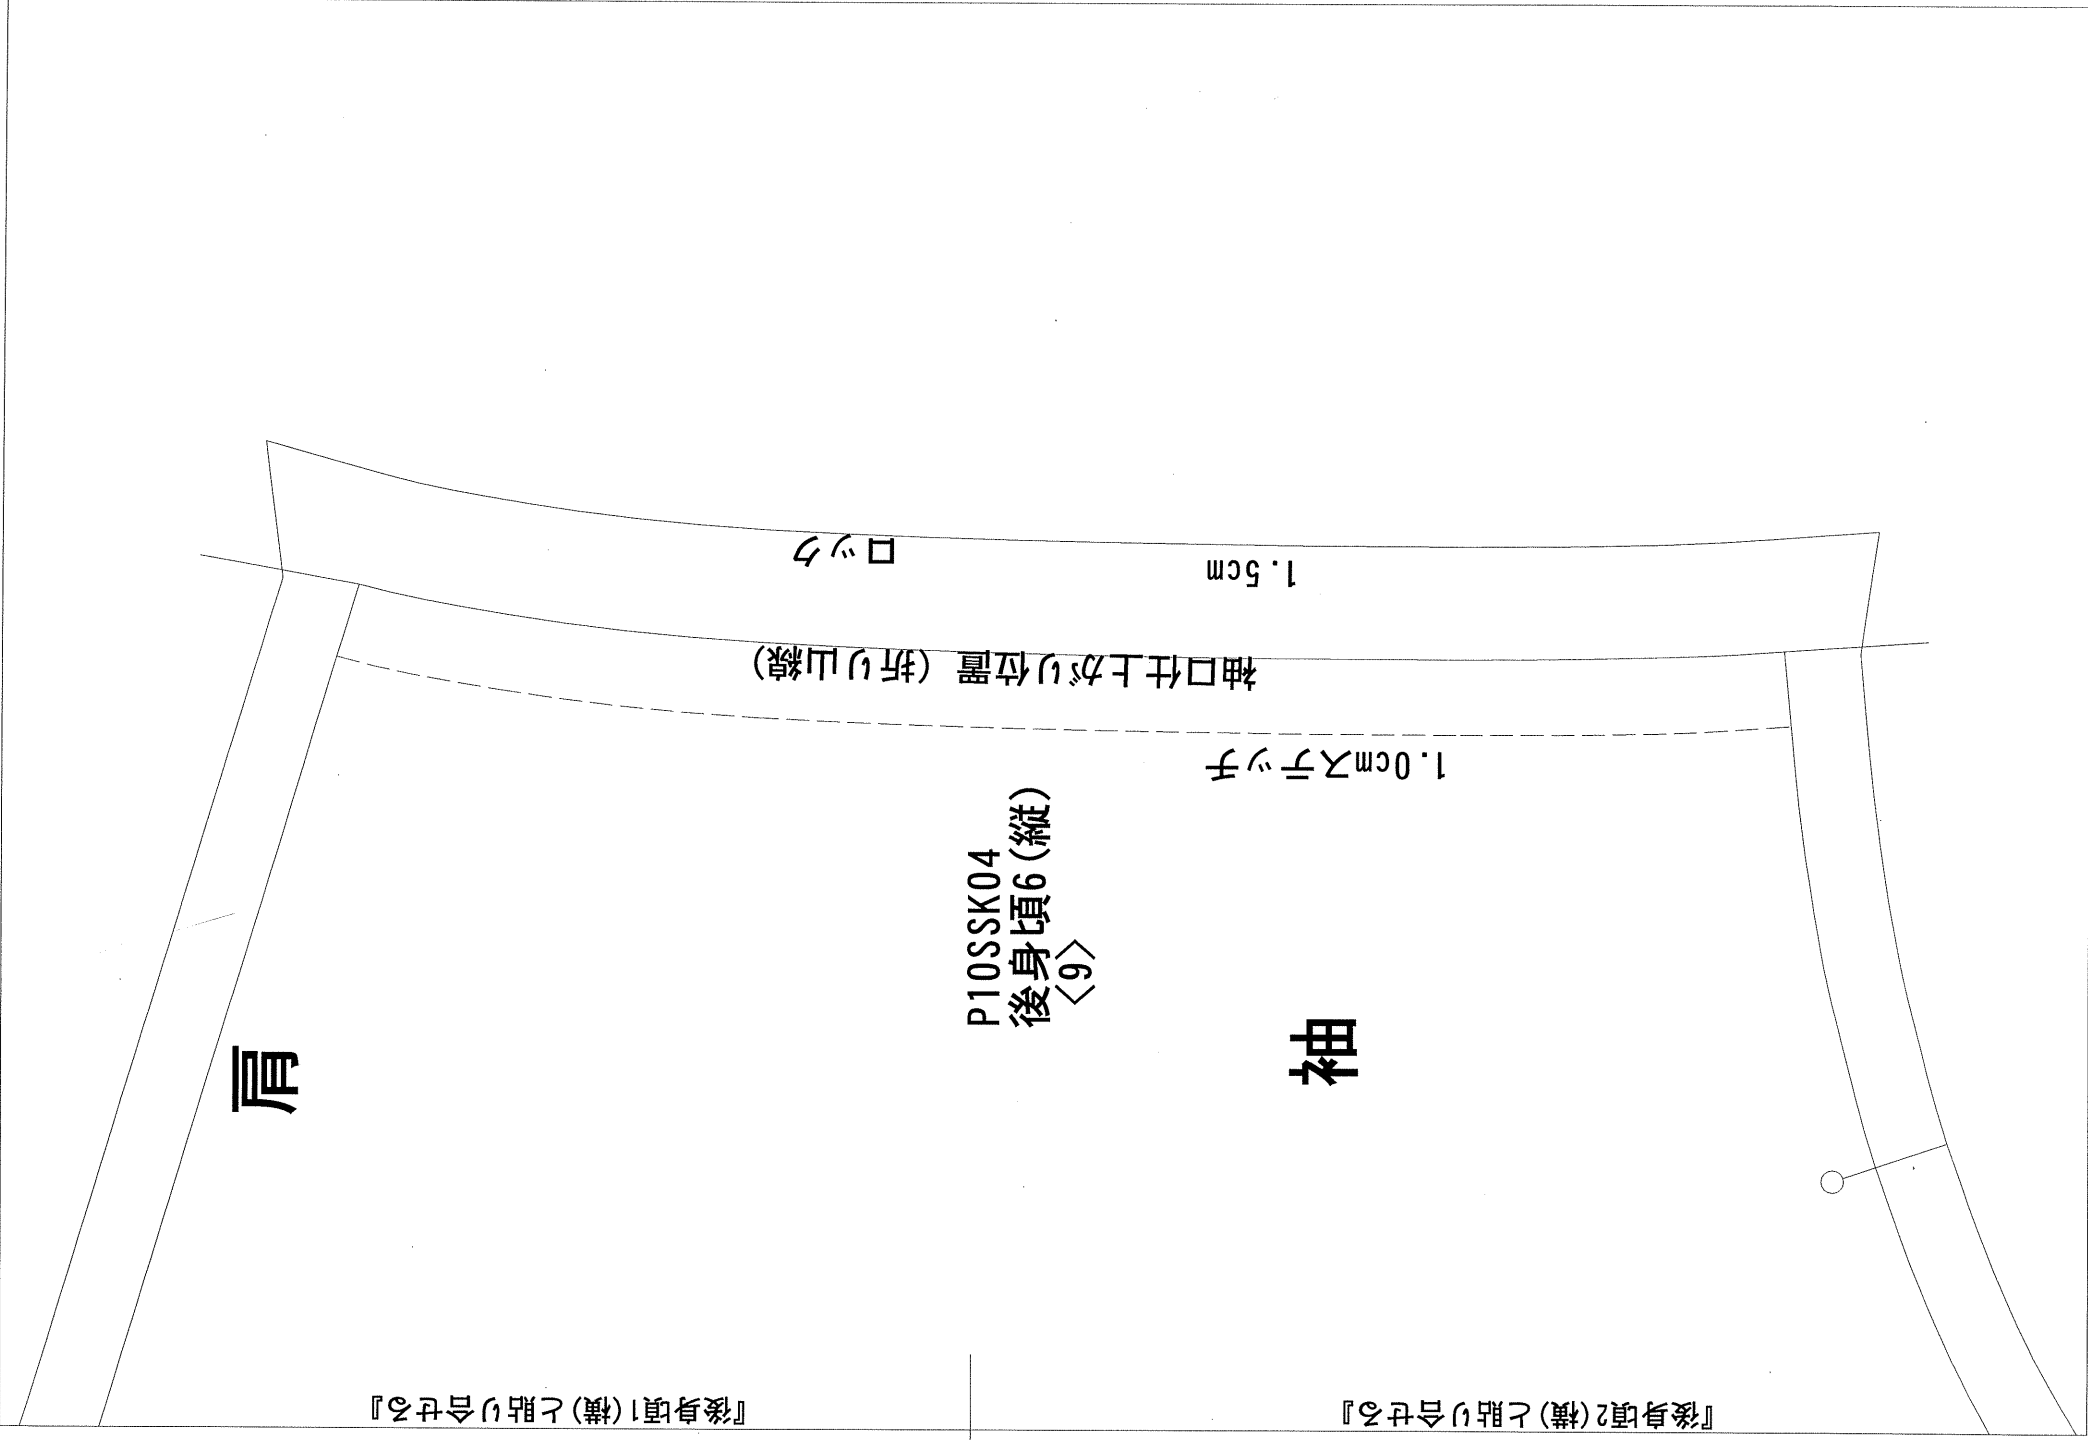 ロック
1.5cm
袖口仕上がり位置（折り山線）
1.0cmステッチ
P10SSK04
後身頃6(縦)
<9>
肩
袖
『後身頃1(横)と貼り合せる』
『後身頃2(横)と貼り合せる』